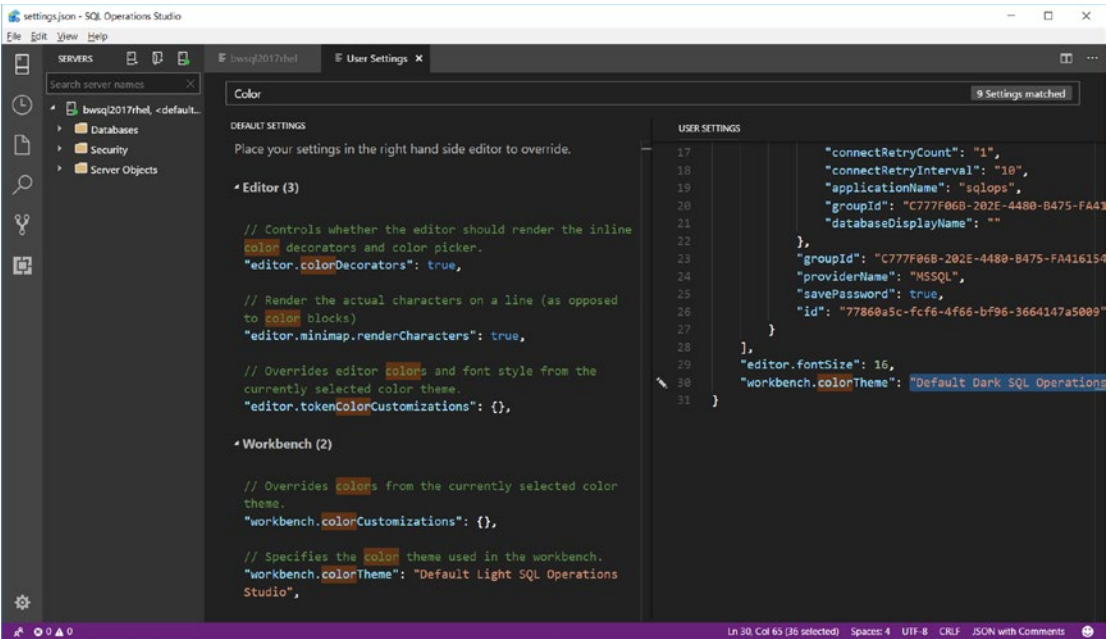 settings.json - SQL Operations Studio
File Edit View Help
SERVERS
Search server names
bwsql2017rhel, <default...
Databases
Security
Server Objects
bwsql2017rhel
User Settings
Color
9 Settings matched
DEFAULT SETTINGS
Place your settings in the right hand side editor to override.
Editor (3)
// Controls whether the editor should render the inline
color decorators and color picker.
"editor.colorDecorators": true,
// Render the actual characters on a line (as opposed
to color blocks)
"editor.minimap.renderCharacters": true,
// Overrides editor colors and font style from the
currently selected color theme.
"editor.tokenColorCustomizations": {},
Workbench (2)
// Overrides colors from the currently selected color
theme.
"workbench.colorCustomizations": {},
// Specifies the color theme used in the workbench.
"workbench.colorTheme": "Default Light SQL Operations
Studio",
USER SETTINGS
17 "connectRetryCount": "1",
18 "connectRetryInterval": "10",
19 "applicationName": "sqlops",
20 "groupId": "C777F06B-202E-4480-B475-FA41
21 "databaseDisplayName": ""
22 },
23 "groupId": "C777F06B-202E-4480-B475-FA416154
24 "providerName": "MSSQL",
25 "savePassword": true,
26 "id": "77860a5c-fcf6-4f66-bf96-3664147a5009"
27 }
28 ],
29 "editor.fontSize": 16,
30 "workbench.colorTheme": "Default Dark SQL Operations
31 }
0 0
Ln 30, Col 65 (36 selected) Spaces: 4 UTF-8 CRLF JSON with Comments